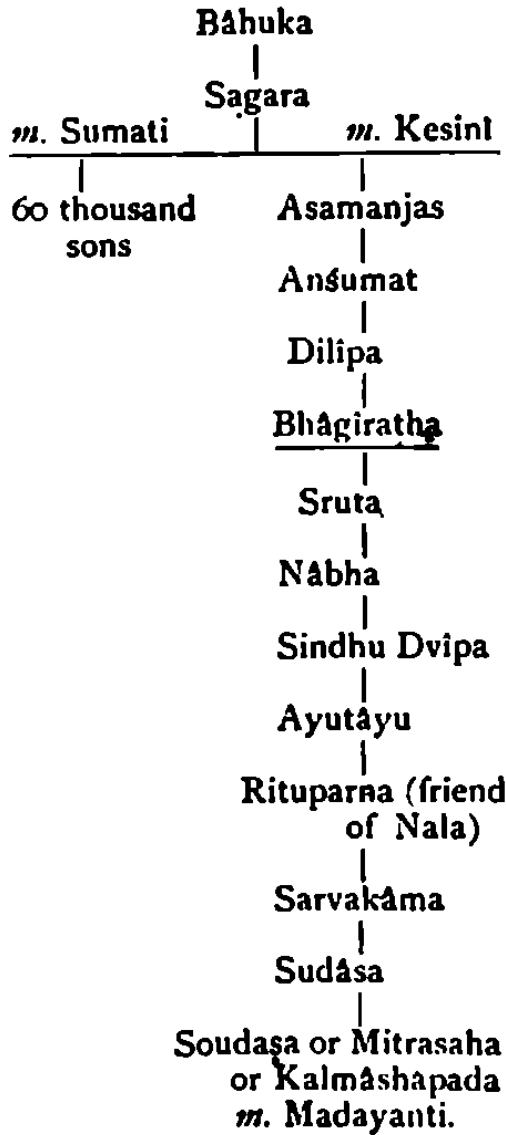 Bâhuka
Sagara
m. Sumati m. Kesinî
60 thousand Asamanjas
sons
Anśumat
Dilîpa
Bhâgiratha
Sruta
Nâbha
Sindhu Dvîpa
Ayutâyu
Rituparna (friend
of Nala)
Sarvakâma
Sudâsa
Soudasa or Mitrasaha
or Kalmâshapada
m. Madayanti.